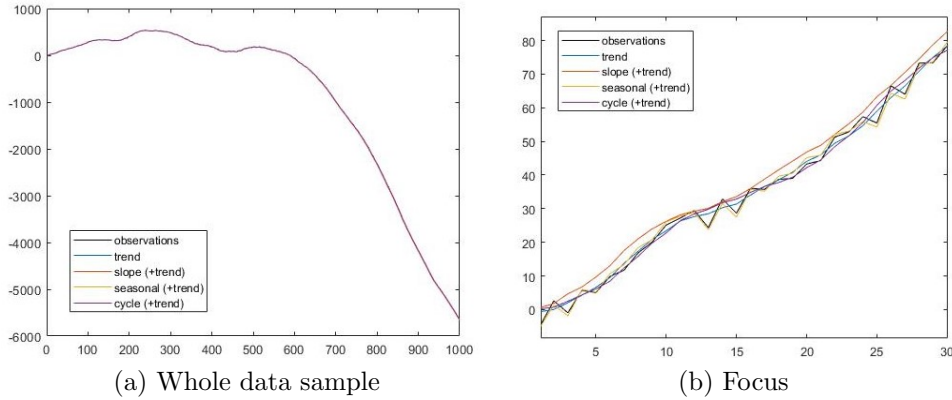 1000
0
-1000
-2000
-3000
-4000
-5000
-6000
0 100 200 300 400 500 600 700 800 900 1000
observations
trend
slope (+trend)
seasonal (+trend)
cycle (+trend)
(a) Whole data sample
80
70
60
50
40
30
20
10
0
5 10 15 20 25 30
observations
trend
slope (+trend)
seasonal (+trend)
cycle (+trend)
(b) Focus